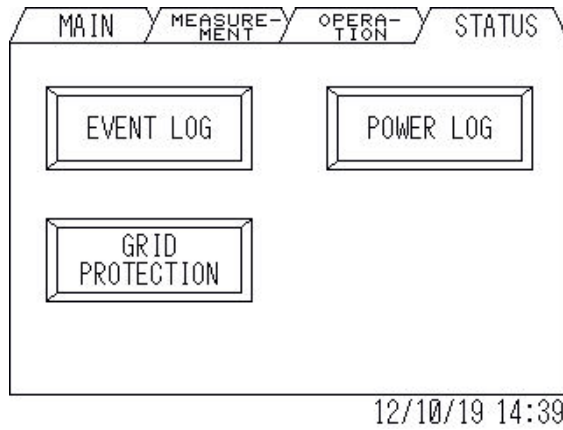 MAIN
MEASURE-
MENT
OPERA-
TION
STATUS
EVENT LOG
POWER LOG
GRID
PROTECTION
12/10/19 14:39